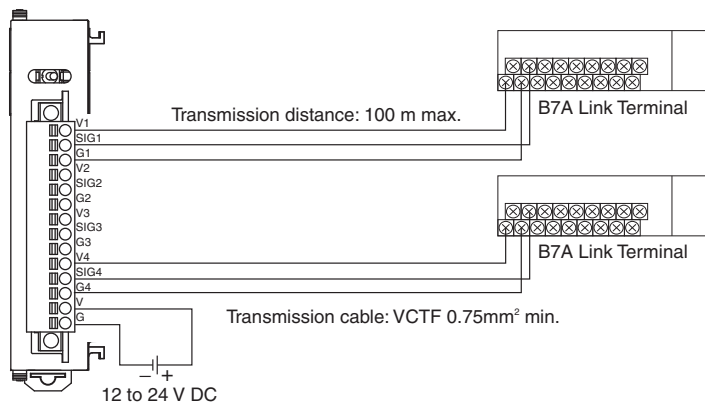 V1
SIG1
G1
V2
SIG2
G2
V3
SIG3
G3
V4
SIG4
G4
V
G
Transmission distance: 100 m max.
B7A Link Terminal
B7A Link Terminal
Transmission cable: VCTF 0.75mm² min.
– +
12 to 24 V DC